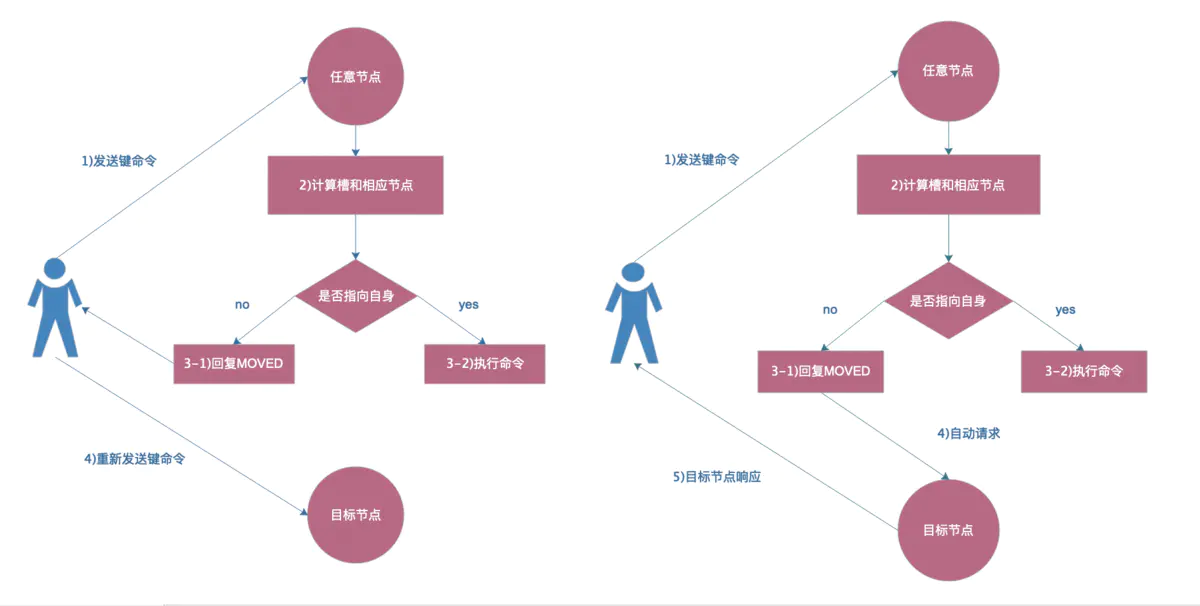 任意节点
1)发送键命令
2)计算槽和相应节点
是否指向自身
no
yes
3-1)回复MOVED
3-2)执行命令
4)重新发送键命令
目标节点
任意节点
1)发送键命令
2)计算槽和相应节点
是否指向自身
no
yes
3-1)回复MOVED
3-2)执行命令
4)自动请求
5)目标节点响应
目标节点